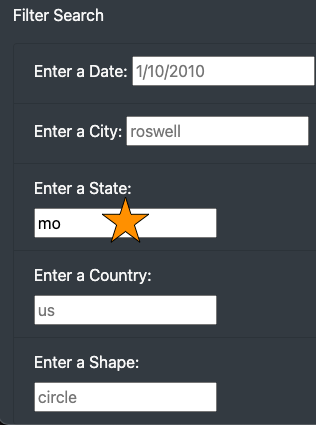 Filter Search
Enter a Date: 1/10/2010
Enter a City: roswell
Enter a State:
mo
Enter a Country:
us
Enter a Shape:
circle